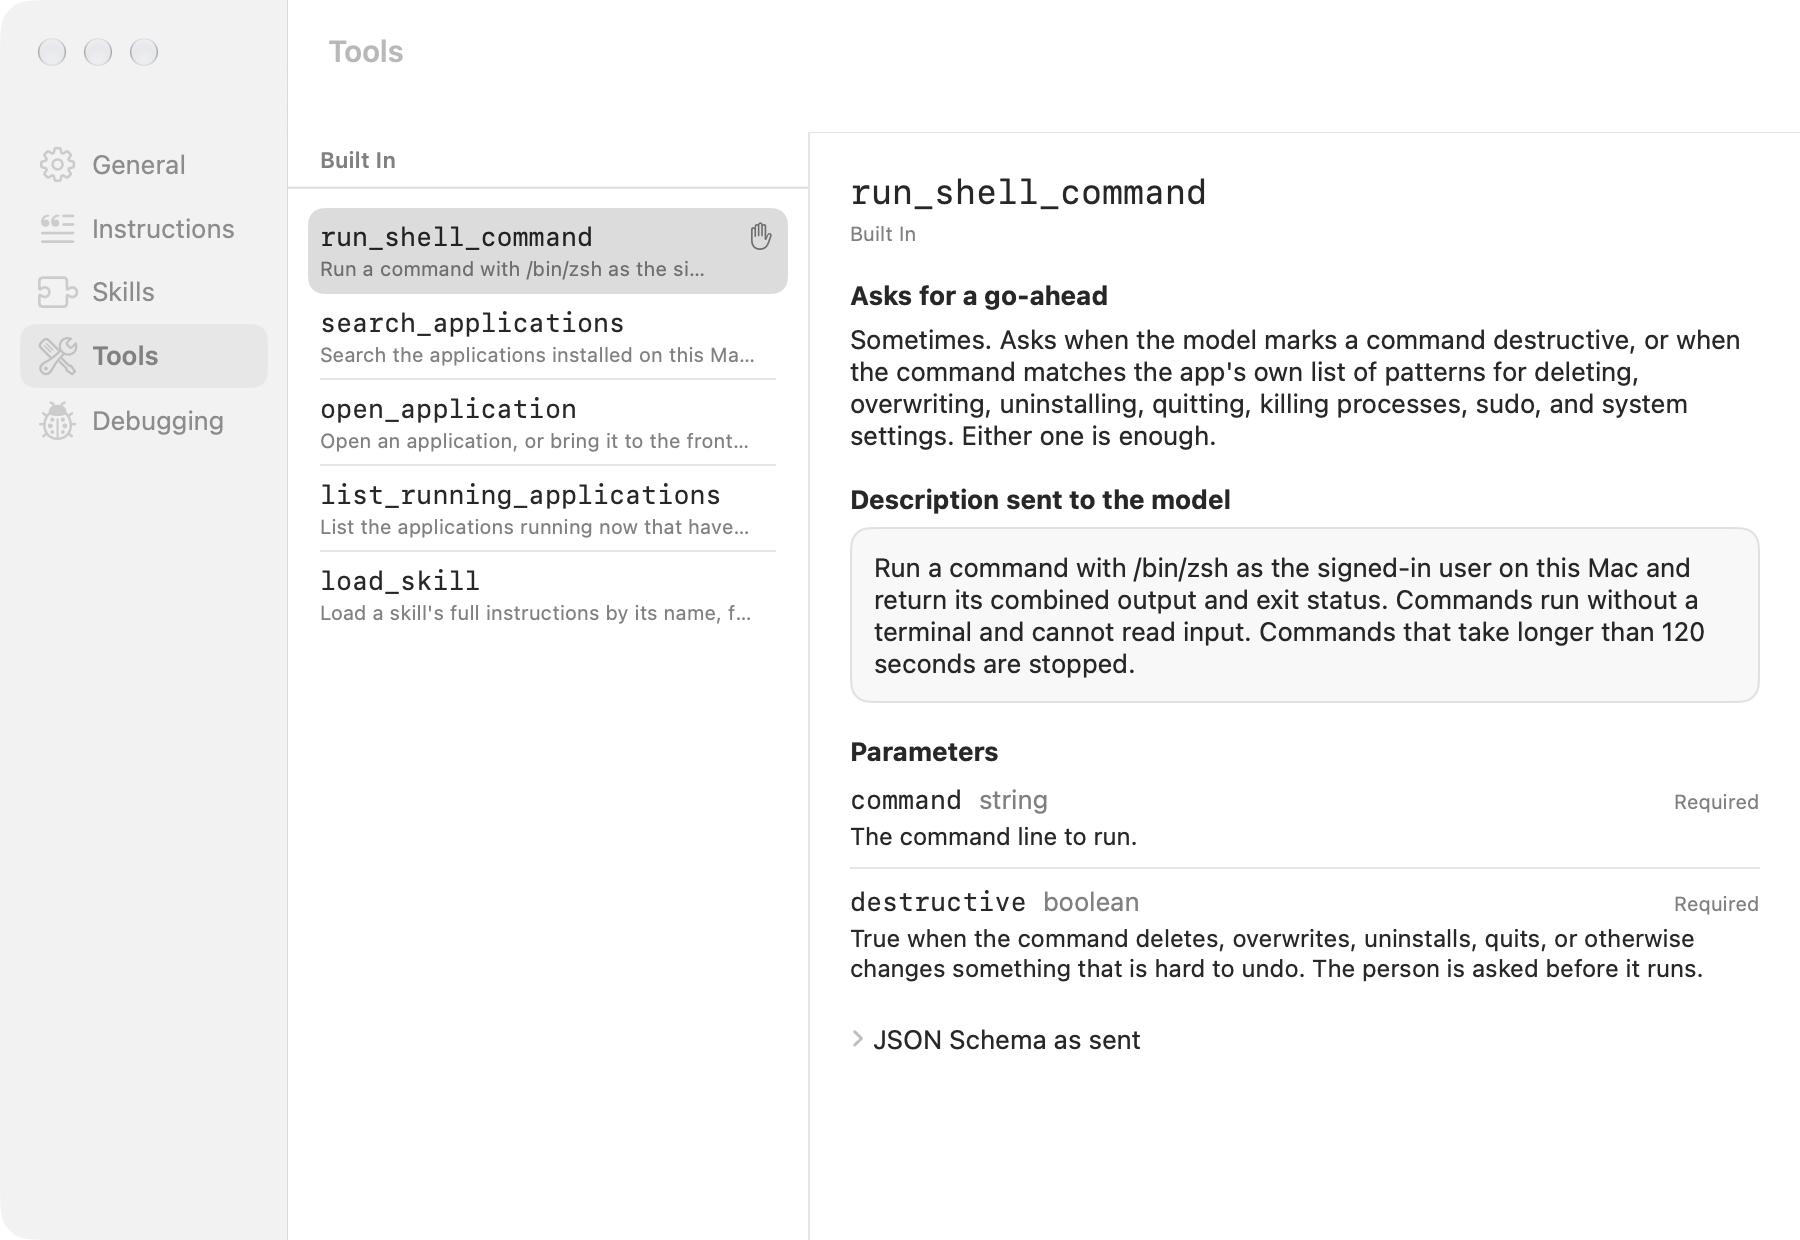 Tools
General
Instructions
Skills
Tools
Debugging
Built In
run_shell_command
Run a command with /bin/zsh as the si...
search_applications
Search the applications installed on this Ma...
open_application
Open an application, or bring it to the front...
list_running_applications
List the applications running now that have...
load_skill
Load a skill's full instructions by its name, f...
run_shell_command
Built In
Asks for a go-ahead
Sometimes. Asks when the model marks a command destructive, or when
the command matches the app's own list of patterns for deleting,
overwriting, uninstalling, quitting, killing processes, sudo, and system
settings. Either one is enough.
Description sent to the model
Run a command with /bin/zsh as the signed-in user on this Mac and
return its combined output and exit status. Commands run without a
terminal and cannot read input. Commands that take longer than 120
seconds are stopped.
Parameters
command string Required
The command line to run.
destructive boolean Required
True when the command deletes, overwrites, uninstalls, quits, or otherwise
changes something that is hard to undo. The person is asked before it runs.
JSON Schema as sent